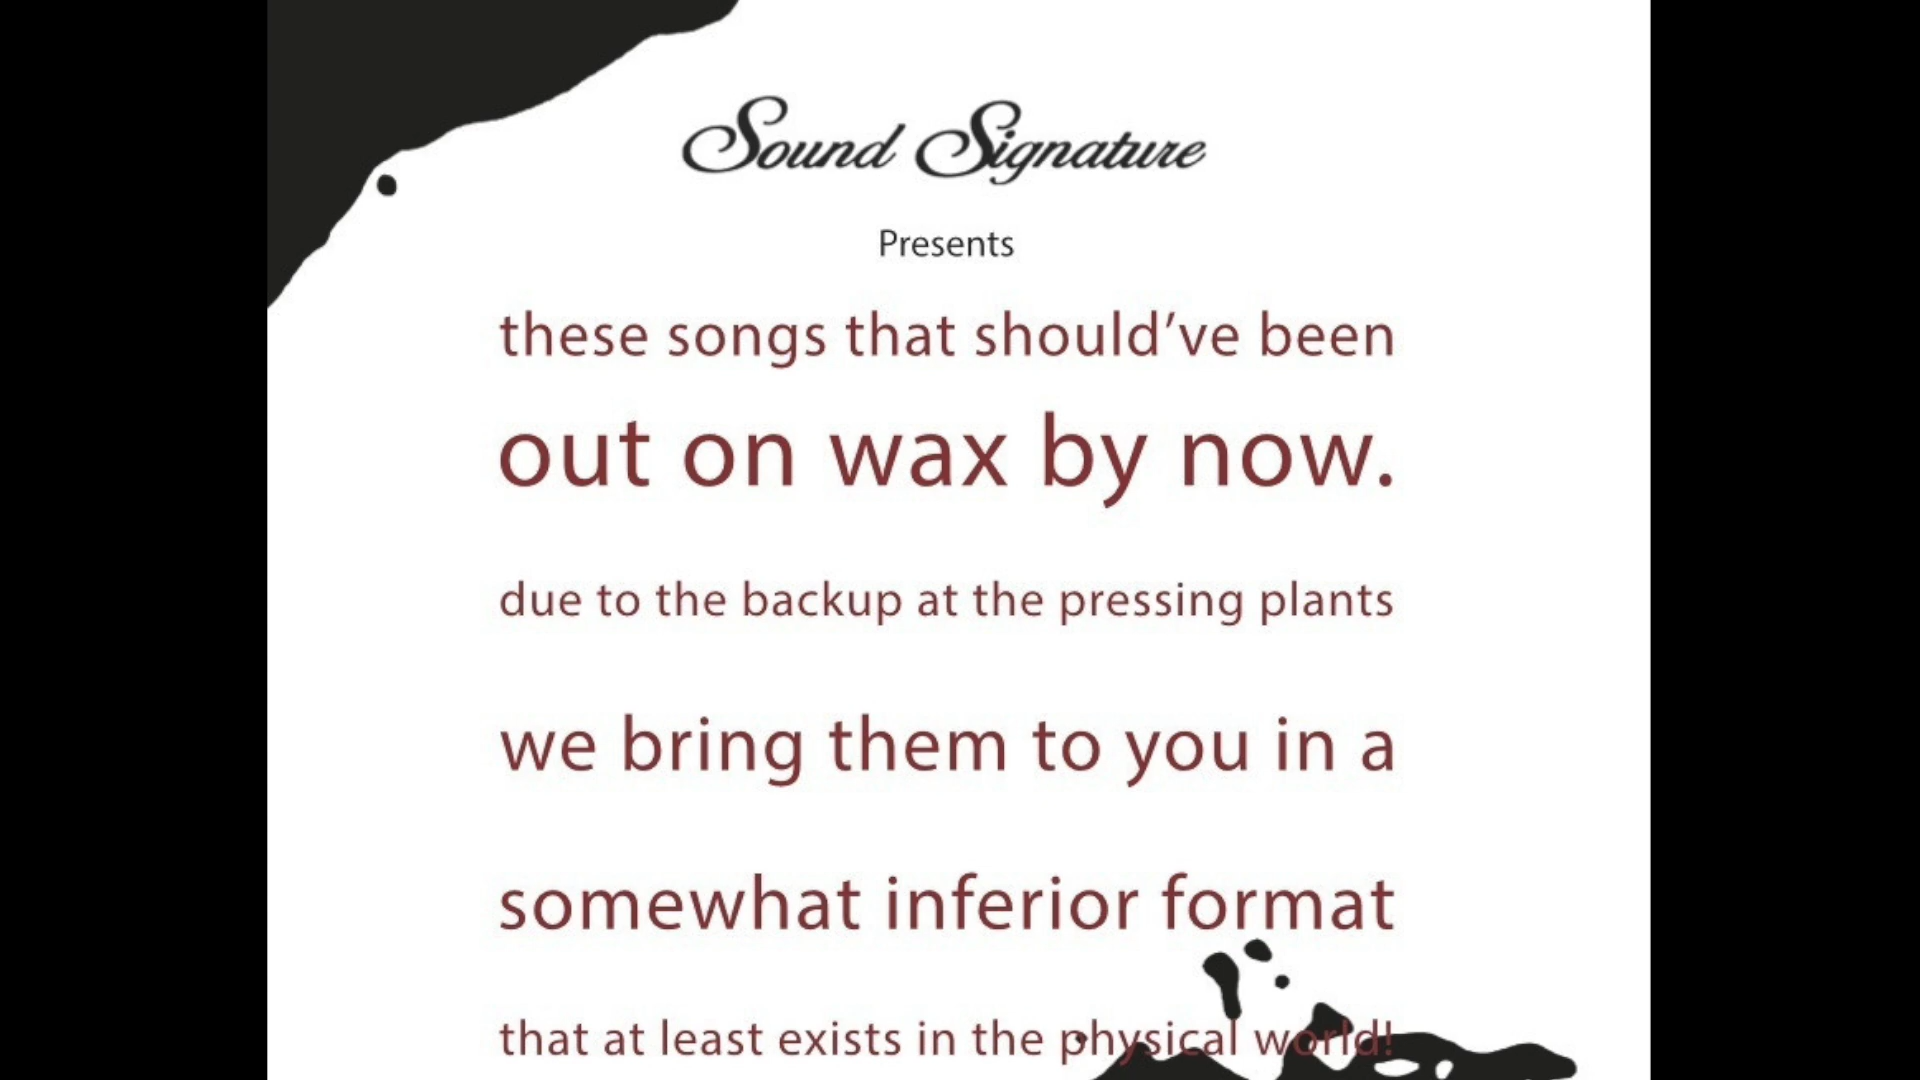 Sound Signature
Presents
these songs that should’ve been
out on wax by now.
due to the backup at the pressing plants
we bring them to you in a
somewhat inferior format
that at least exists in the physical world!